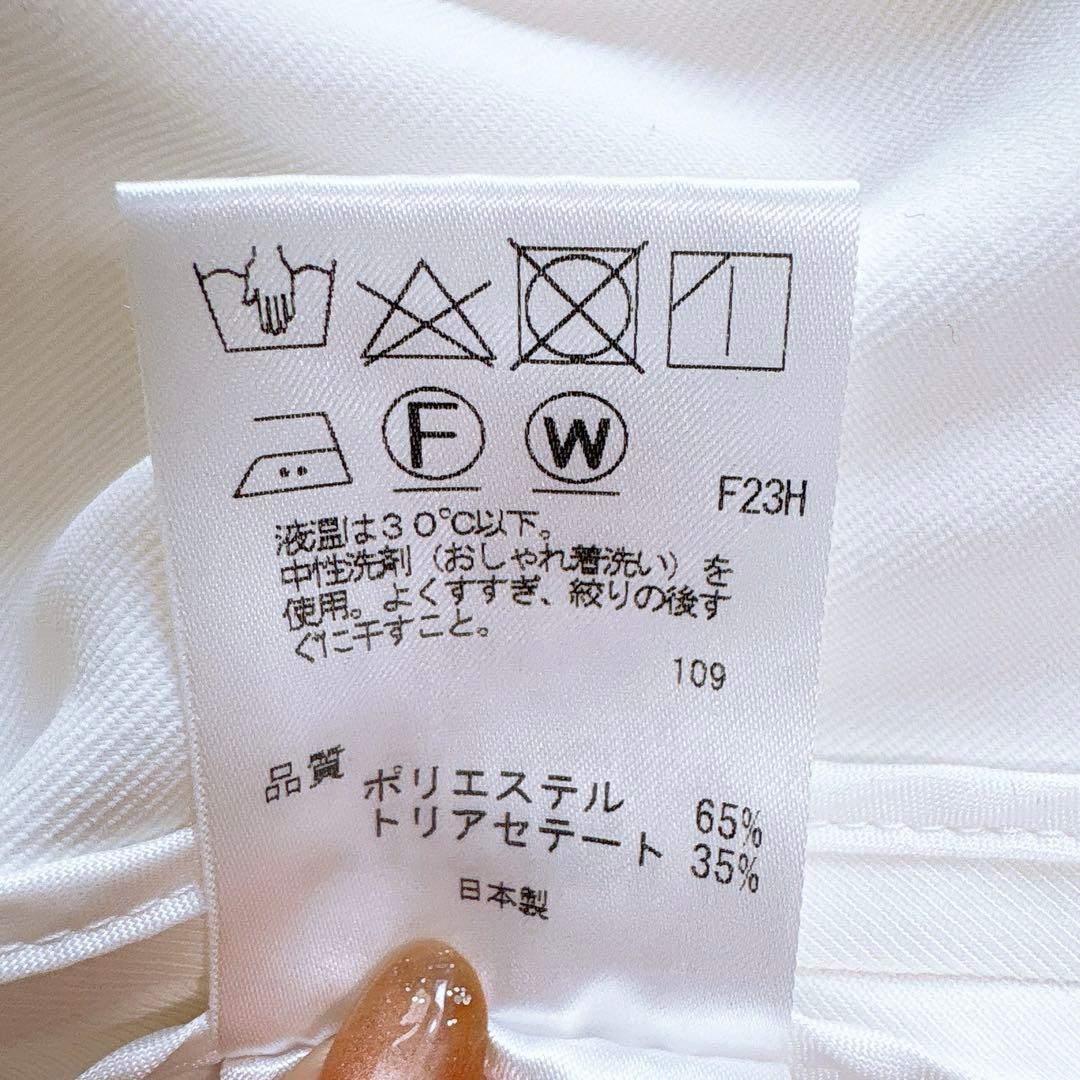 F W
F23H
液温は30℃以下。
中性洗剤（おしゃれ着洗い）を
使用。よくすすぎ、絞りの後す
ぐに干すこと。
109
品質 ポリエステル 65%
トリアセテート 35%
日本製